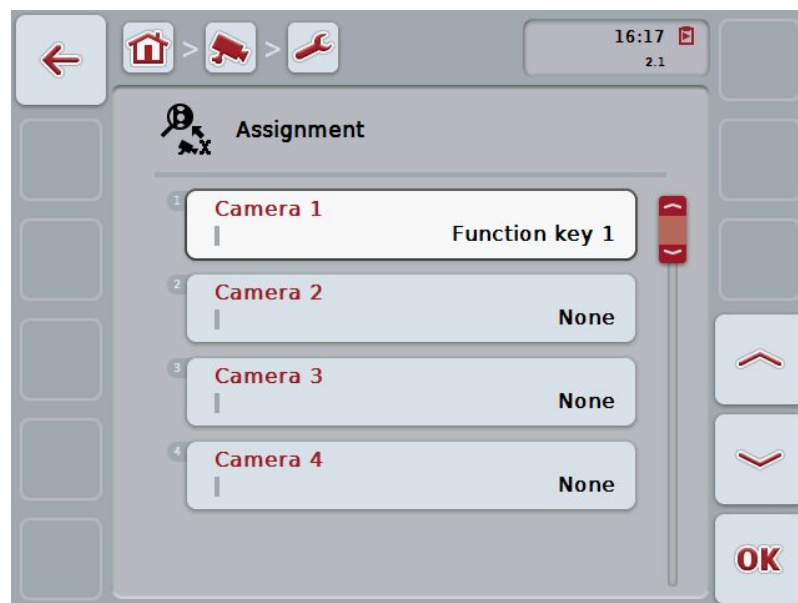 > >
16:17
2.1
Assignment
1
Camera 1
Function key 1
2
Camera 2
None
3
Camera 3
None
4
Camera 4
None
OK